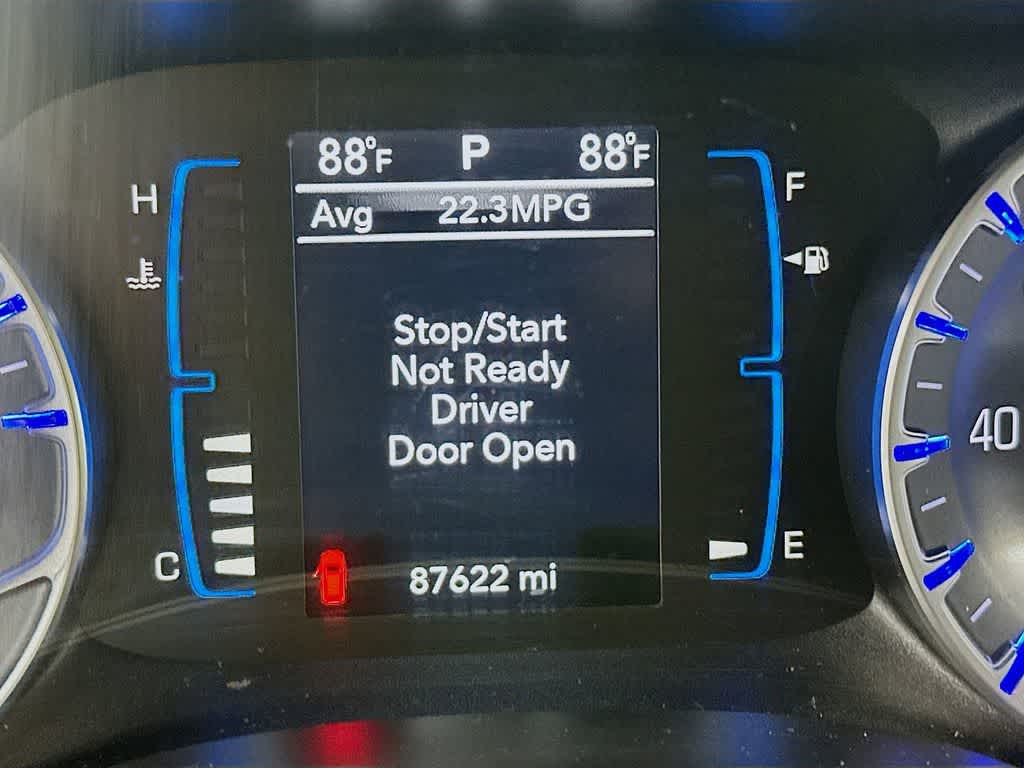 88°F P 88°F
H F
Avg 22.3MPG
Stop/Start
Not Ready
Driver
Door Open
40
C E
87622 mi